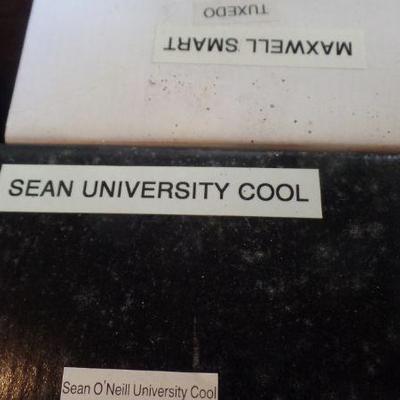 TUXEDO
MAXWELL SMART
SEAN UNIVERSITY COOL
Sean O'Neill University Cool